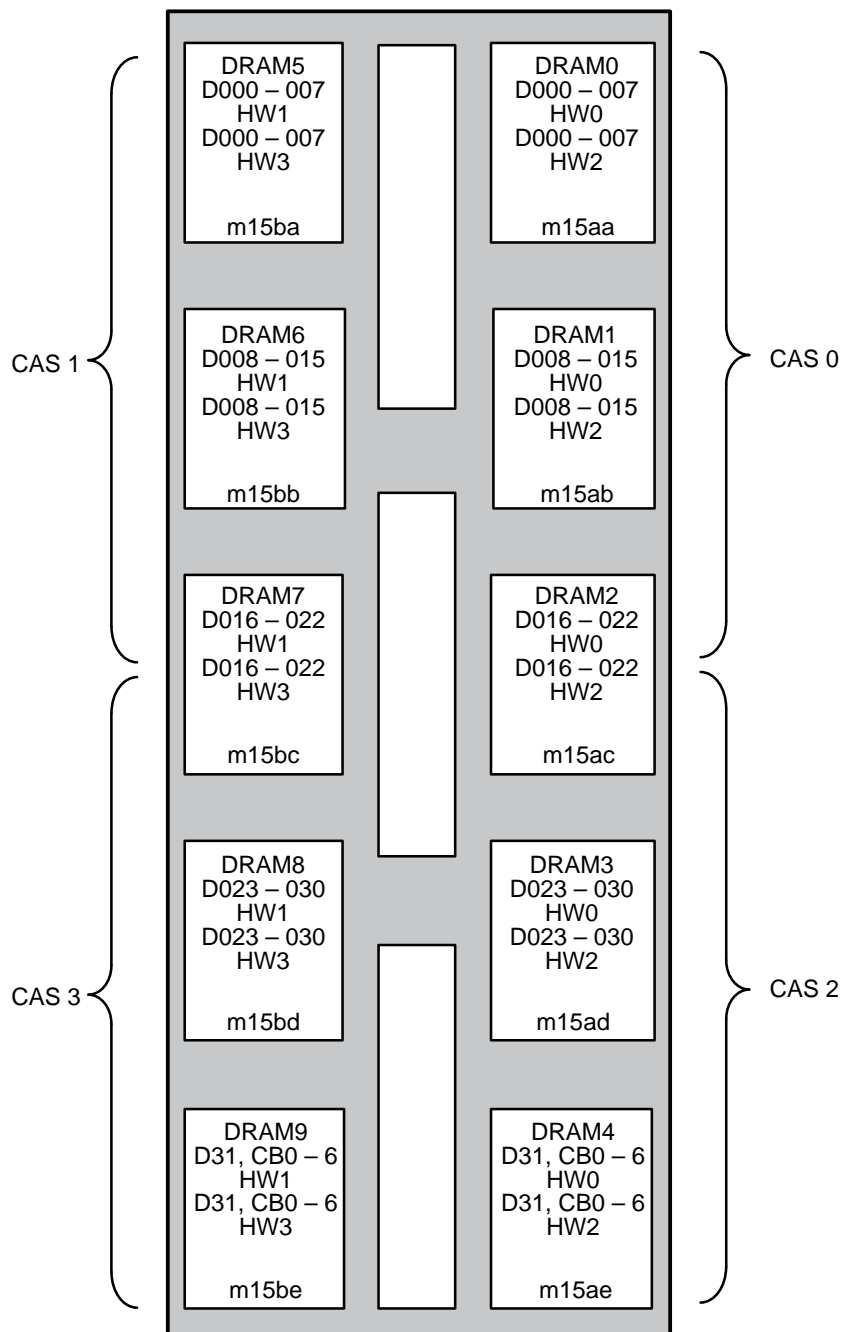 DRAM5
D000 – 007
HW1
D000 – 007
HW3
m15ba
DRAM0
D000 – 007
HW0
D000 – 007
HW2
m15aa
CAS 1
DRAM6
D008 – 015
HW1
D008 – 015
HW3
m15bb
DRAM1
D008 – 015
HW0
D008 – 015
HW2
m15ab
CAS 0
DRAM7
D016 – 022
HW1
D016 – 022
HW3
m15bc
DRAM2
D016 – 022
HW0
D016 – 022
HW2
m15ac
CAS 3
DRAM8
D023 – 030
HW1
D023 – 030
HW3
m15bd
DRAM3
D023 – 030
HW0
D023 – 030
HW2
m15ad
CAS 2
DRAM9
D31, CB0 – 6
HW1
D31, CB0 – 6
HW3
m15be
DRAM4
D31, CB0 – 6
HW0
D31, CB0 – 6
HW2
m15ae